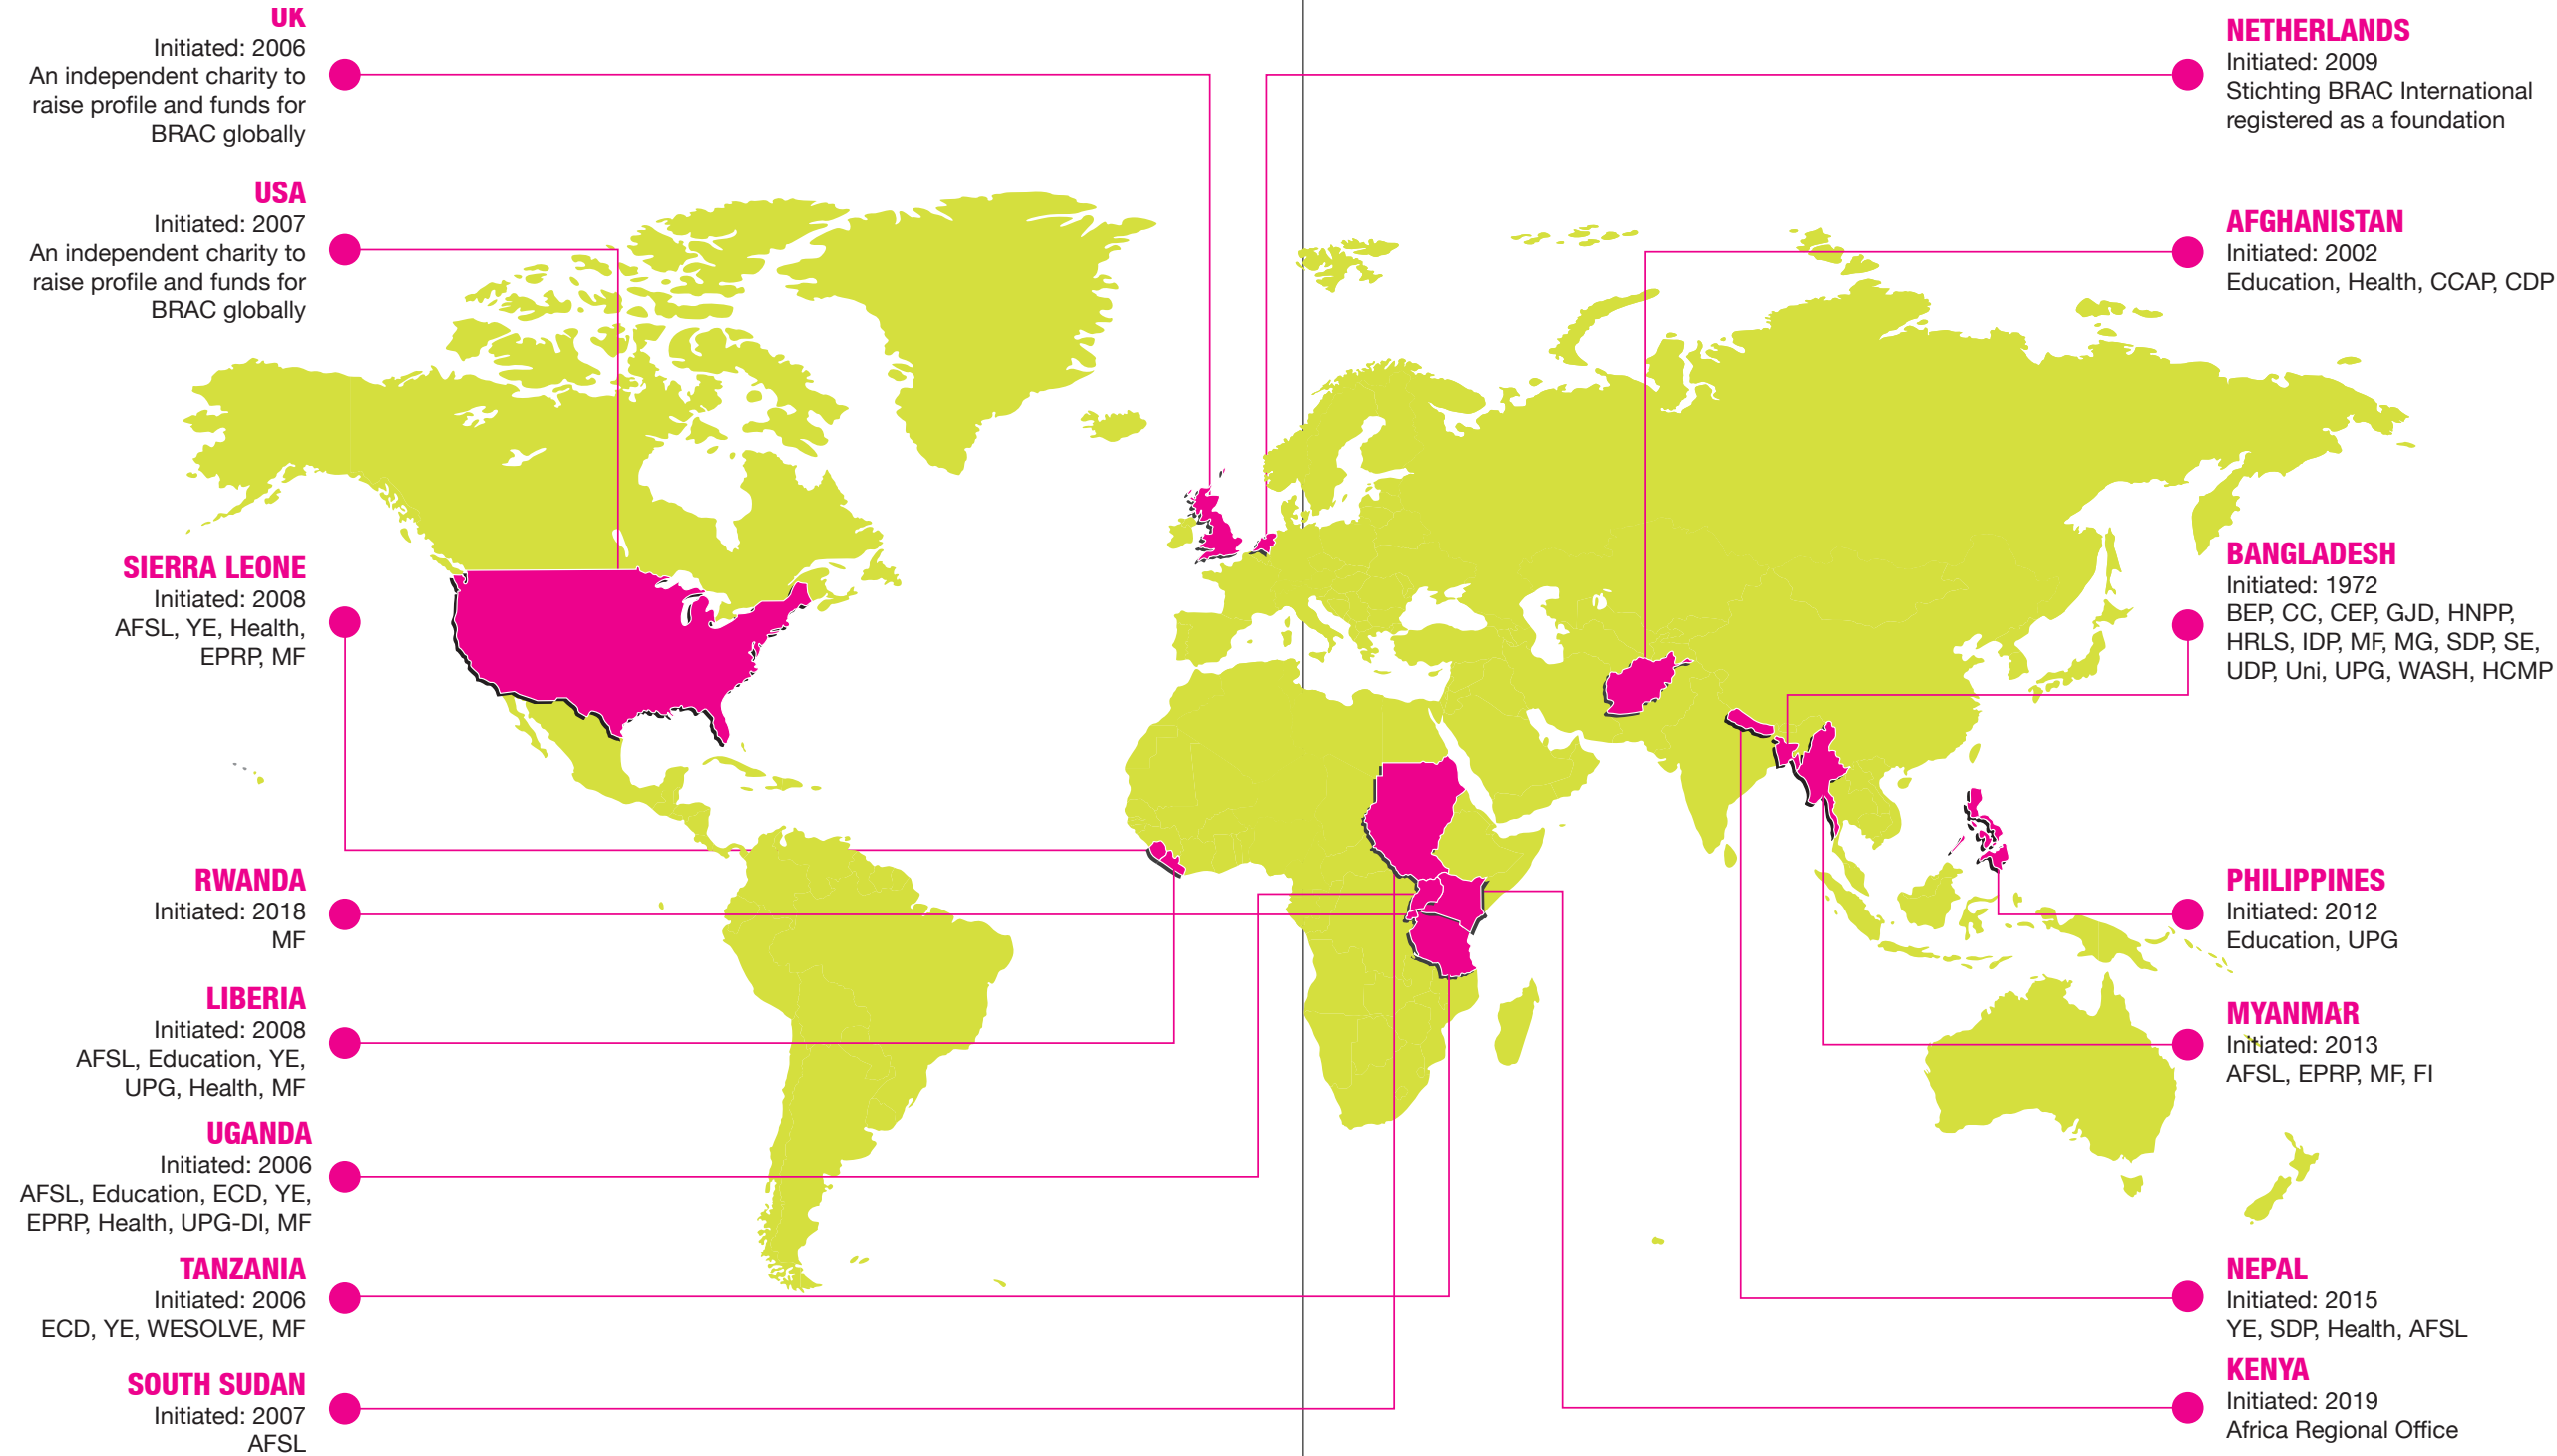 UK
Initiated: 2006
An independent charity to
raise profile and funds for
BRAC globally
USA
Initiated: 2007
An independent charity to
raise profile and funds for
BRAC globally
SIERRA LEONE
Initiated: 2008
AFSL, YE, Health,
EPRP, MF
RWANDA
Initiated: 2018
MF
LIBERIA
Initiated: 2008
AFSL, Education, YE,
UPG, Health, MF
UGANDA
Initiated: 2006
AFSL, Education, ECD, YE,
EPRP, Health, UPG-DI, MF
TANZANIA
Initiated: 2006
ECD, YE, WESOLVE, MF
SOUTH SUDAN
Initiated: 2007
AFSL
NETHERLANDS
Initiated: 2009
Stichting BRAC International
registered as a foundation
AFGHANISTAN
Initiated: 2002
Education, Health, CCAP, CDP
BANGLADESH
Initiated: 1972
BEP, CC, CEP, GJD, HNPP,
HRLS, IDP, MF, MG, SDP, SE,
UDP, Uni, UPG, WASH, HCMP
PHILIPPINES
Initiated: 2012
Education, UPG
MYANMAR
Initiated: 2013
AFSL, EPRP, MF, FI
NEPAL
Initiated: 2015
YE, SDP, Health, AFSL
KENYA
Initiated: 2019
Africa Regional Office